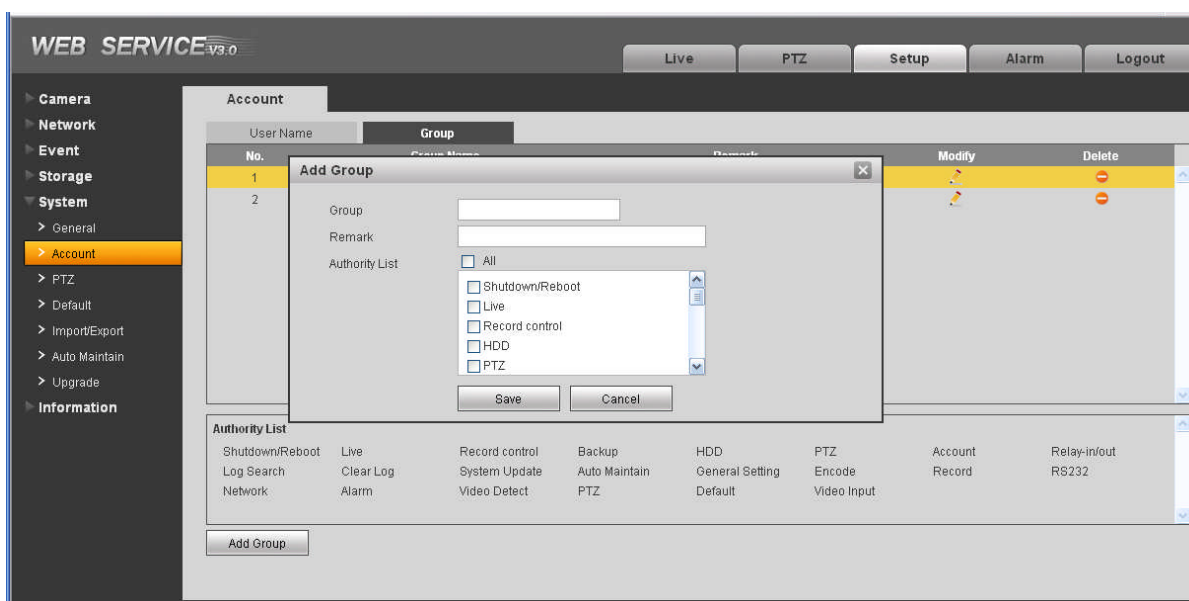 WEB SERVICE V3.0
Live PTZ Setup Alarm Logout
Camera
Network
Event
Storage
System
General
Account
PTZ
Default
Import/Export
Auto Maintain
Upgrade
Information
Account
User Name Group
No. Group Name Remark Modify Delete
1
2
Add Group
Group
Remark
Authority List All
Shutdown/Reboot
Live
Record control
HDD
PTZ
Save Cancel
Authority List
Shutdown/Reboot Live Record control Backup HDD PTZ Account Relay-in/out
Log Search Clear Log System Update Auto Maintain General Setting Encode Record RS232
Network Alarm Video Detect PTZ Default Video Input
Add Group